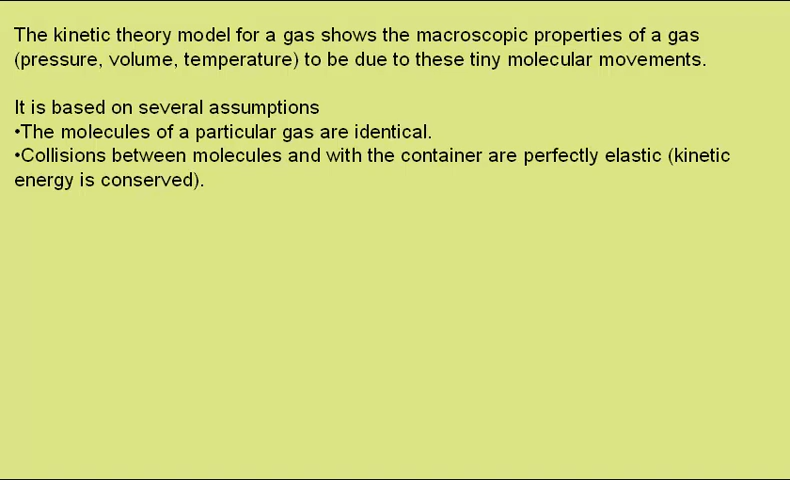 The kinetic theory model for a gas shows the macroscopic properties of a gas
(pressure, volume, temperature) to be due to these tiny molecular movements.
It is based on several assumptions
•The molecules of a particular gas are identical.
•Collisions between molecules and with the container are perfectly elastic (kinetic
energy is conserved).